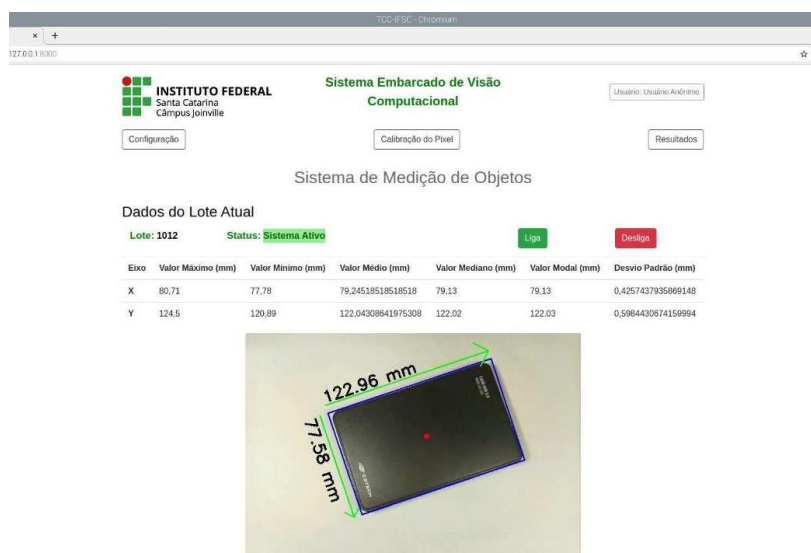 TCC-IFSC - Chromium
× +
127.0.0.1:8000
INSTITUTO FEDERAL
Santa Catarina
Câmpus Joinville
Sistema Embarcado de Visão
Computacional
Usuário: Usuário Anônimo
Configuração Calibração do Pixel Resultados
Sistema de Medição de Objetos
Dados do Lote Atual
Lote: 1012 Status: Sistema Ativo Liga Desliga
Eixo Valor Máximo (mm) Valor Mínimo (mm) Valor Médio (mm) Valor Mediano (mm) Valor Modal (mm) Desvio Padrão (mm)
X 80,71 77,78 79,24518518518518 79,13 79,13 0,4257437935869148
Y 124,5 120,89 122,04308641975308 122,02 122,03 0,5984430674159994
122.96 mm
77.58 mm
C3TECH